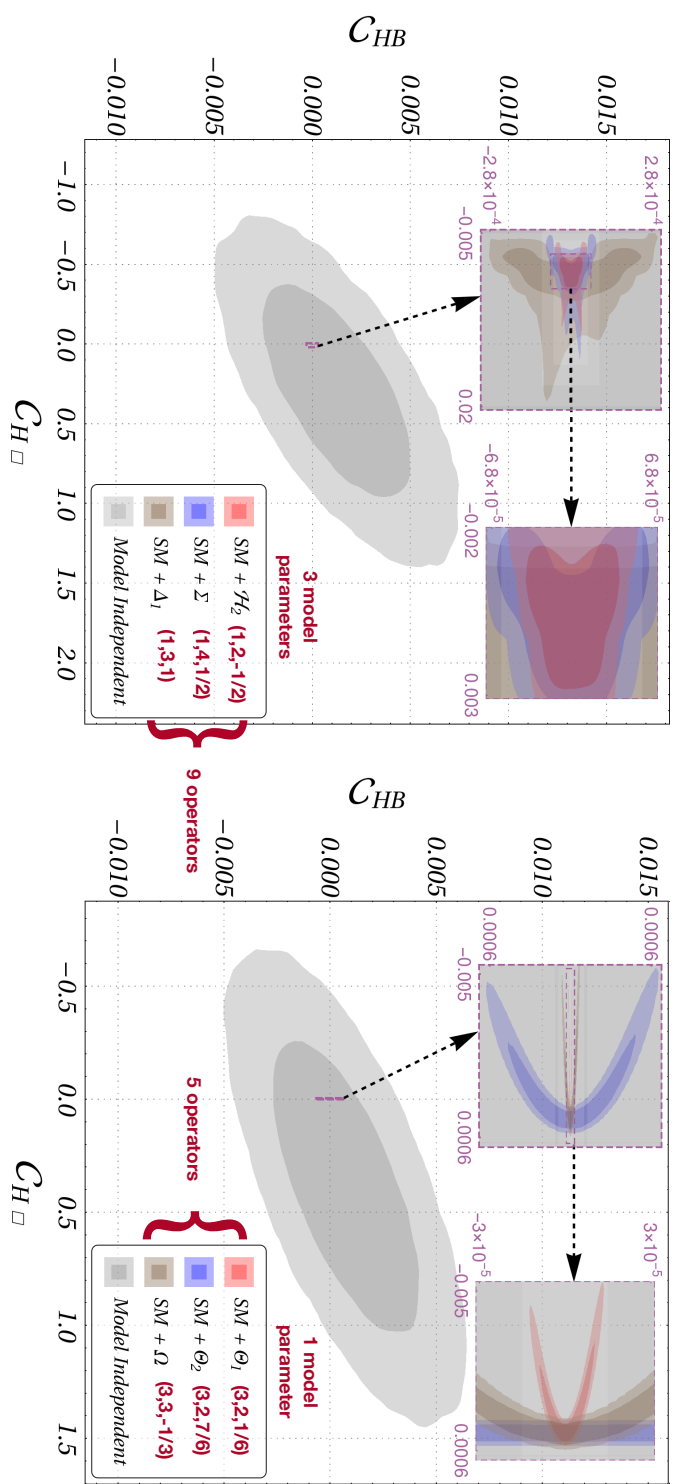 𝒞HB
0.015
0.010
0.005
0.000
−0.005
−0.010
−1.0
−0.5
0.0
0.5
1.0
1.5
2.0
𝒞H□
2.8×10⁻⁴
−2.8×10⁻⁴
−0.005
0.02
6.8×10⁻⁵
−6.8×10⁻⁵
−0.002
0.003
3 model
parameters
SM + ℋ₂ (1,2,-1/2)
SM + Σ (1,4,1/2)
SM + Δ₁ (1,3,1)
Model Independent
9 operators
𝒞HB
0.015
0.010
0.005
0.000
−0.005
−0.010
−0.5
0.0
0.5
1.0
1.5
𝒞H□
0.0006
0.0006
−0.005
0.0006
3×10⁻⁵
−3×10⁻⁵
−0.005
0.0006
5 operators
1 model
parameter
SM + Θ₁ (3,2,1/6)
SM + Θ₂ (3,2,7/6)
SM + Ω (3,3,-1/3)
Model Independent